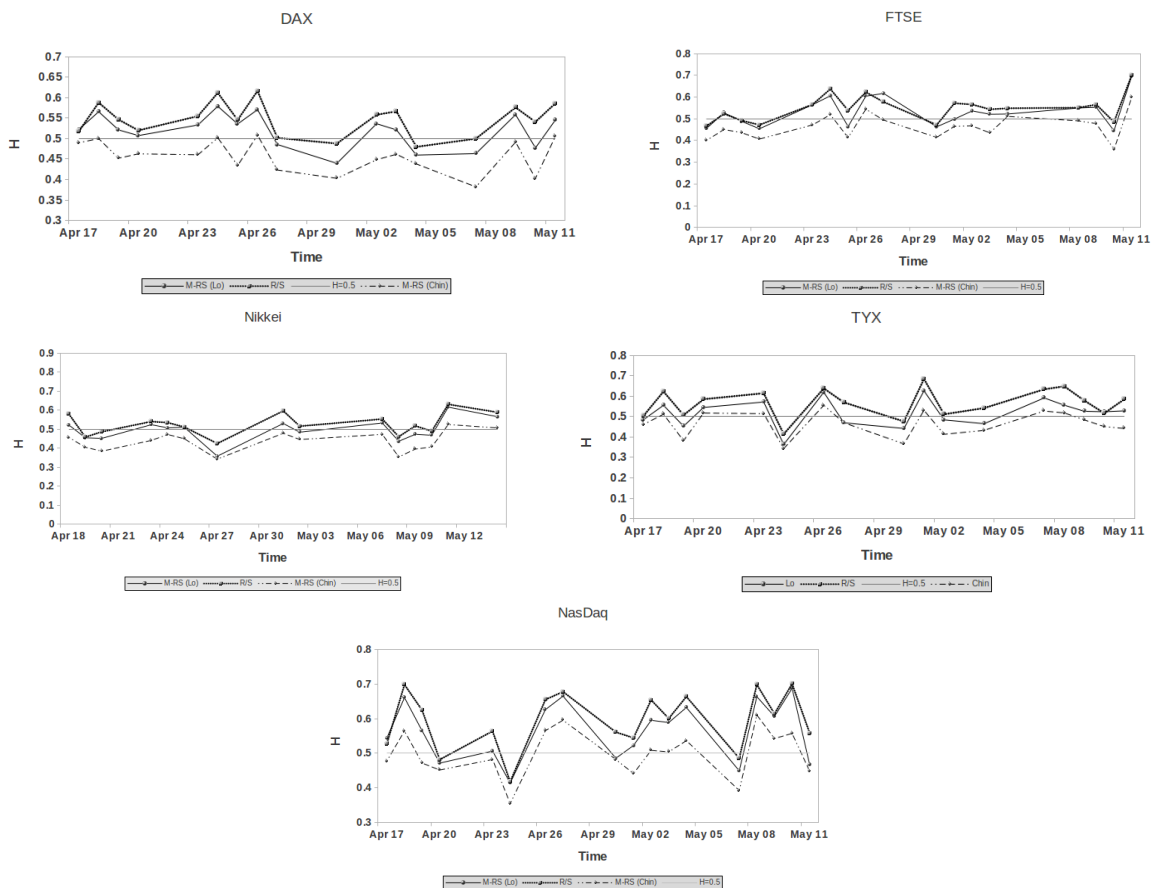 DAX
H
0.7
0.65
0.6
0.55
0.5
0.45
0.4
0.35
0.3
Apr 17 Apr 20 Apr 23 Apr 26 Apr 29 May 02 May 05 May 08 May 11
Time
M-RS (Lo) R/S H=0.5 M-RS (Chin)
FTSE
H
0.8
0.7
0.6
0.5
0.4
0.3
0.2
0.1
0
Apr 17 Apr 20 Apr 23 Apr 26 Apr 29 May 02 May 05 May 08 May 11
Time
M-RS (Lo) R/S M-RS (Chin) H=0.5
Nikkei
H
0.9
0.8
0.7
0.6
0.5
0.4
0.3
0.2
0.1
0
Apr 18 Apr 21 Apr 24 Apr 27 Apr 30 May 03 May 06 May 09 May 12
Time
M-RS (Lo) R/S M-RS (Chin) H=0.5
TYX
H
0.8
0.7
0.6
0.5
0.4
0.3
0.2
0.1
0
Apr 17 Apr 20 Apr 23 Apr 26 Apr 29 May 02 May 05 May 08 May 11
Time
Lo R/S H=0.5 Chin
NasDaq
H
0.8
0.7
0.6
0.5
0.4
0.3
Apr 17 Apr 20 Apr 23 Apr 26 Apr 29 May 02 May 05 May 08 May 11
Time
M-RS (Lo) R/S M-RS (Chin) H=0.5